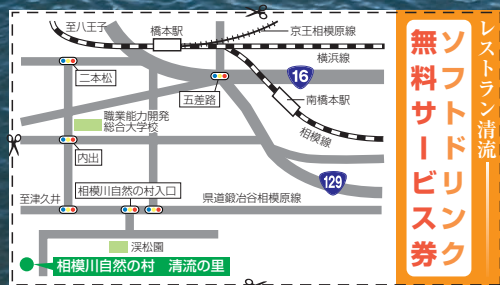 至八王子
橋本駅
京王相模原線
横浜線
二本松
五差路
16
南橋本駅
職業能力開発
総合大学校
相模線
内出
129
相模川自然の村入口
至津久井
県道鍛冶谷相模原線
渓松園
相模川自然の村 清流の里
レストラン清流
ソフトドリンク
無料サービス券